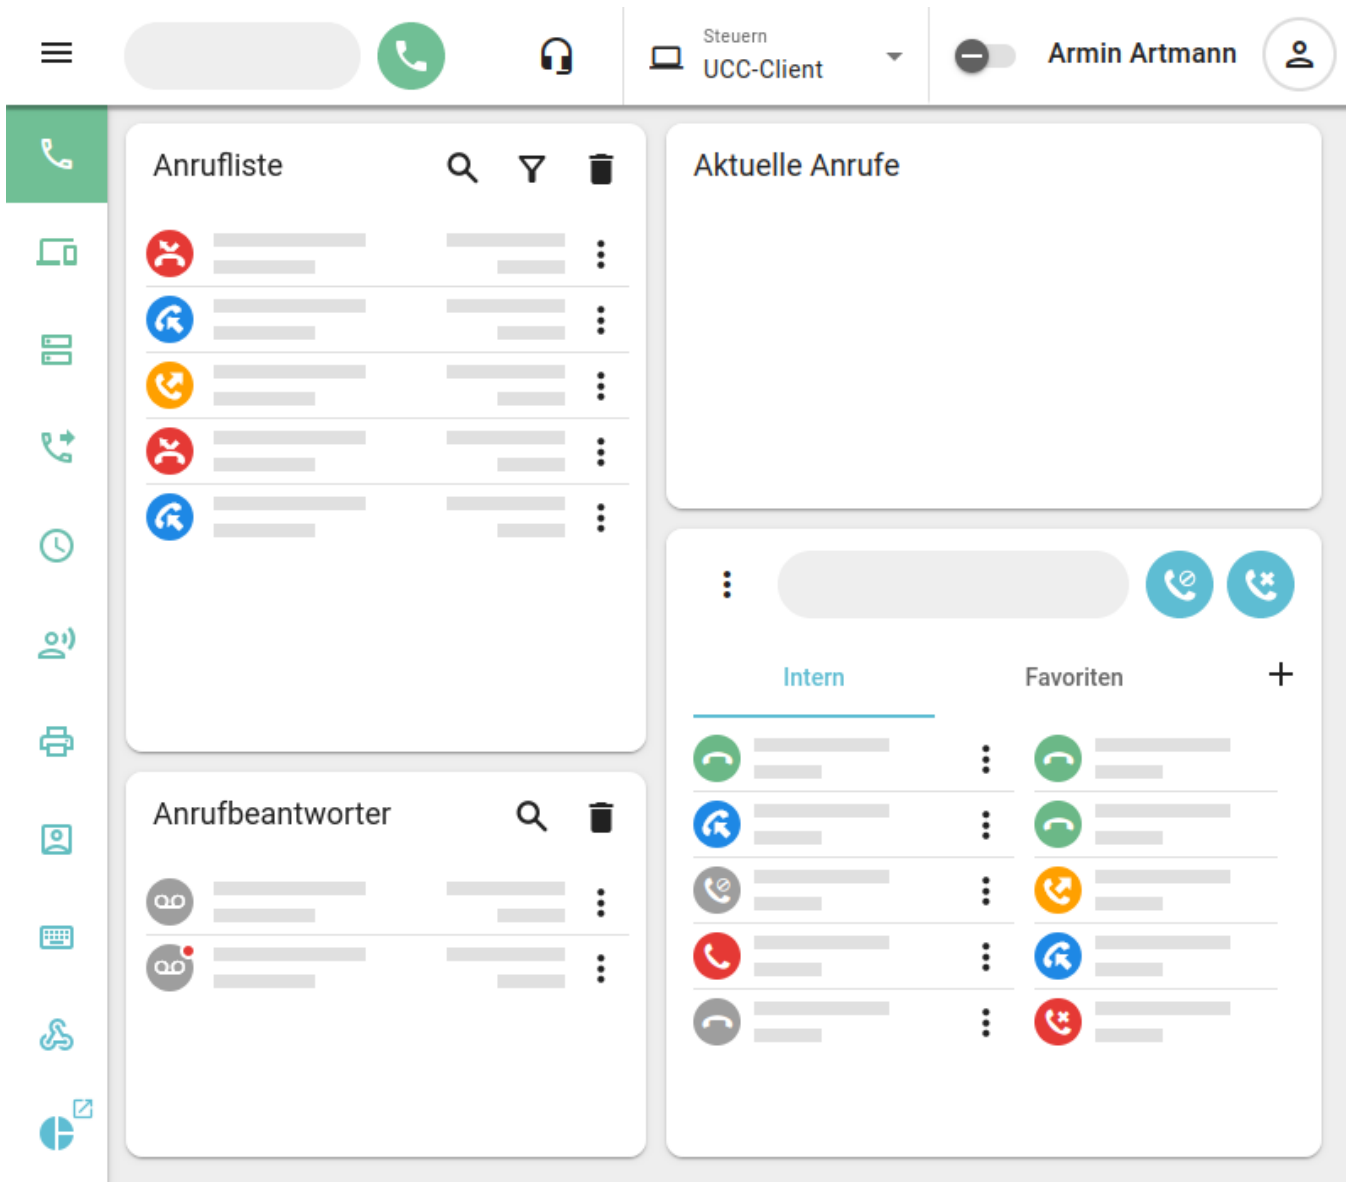 Steuern
UCC-Client
Armin Artmann
Anrufliste
Aktuelle Anrufe
Intern
Favoriten
Anrufbeantworter